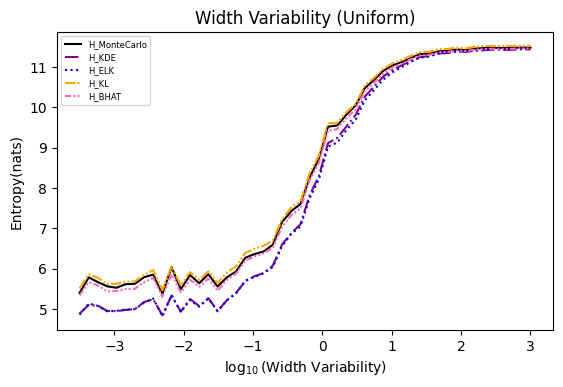 Width Variability (Uniform)
H_MonteCarlo
H_KDE
H_ELK
H_KL
H_BHAT
Entropy(nats)
11
10
9
8
7
6
5
−3
−2
−1
0
1
2
3
log₁₀(Width Variability)